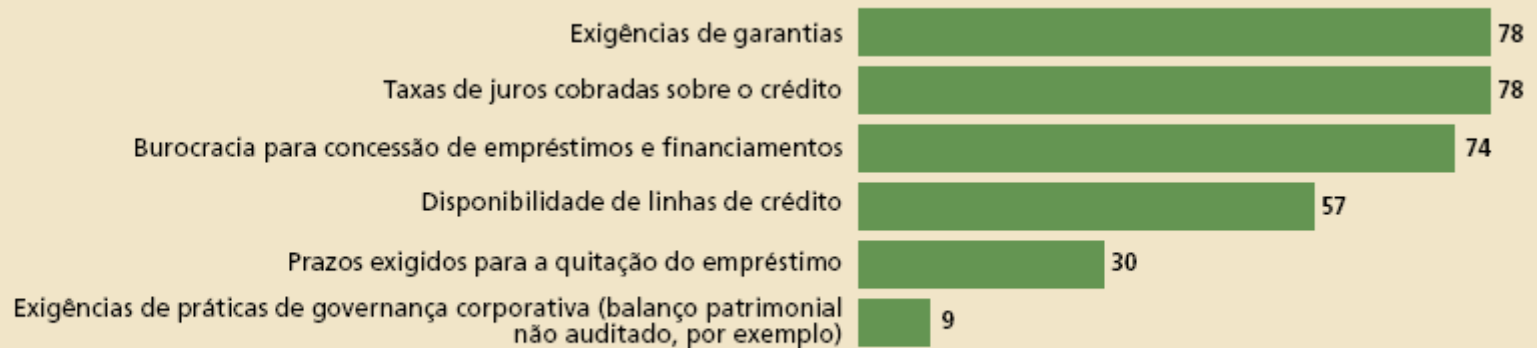 Exigências de garantias 78
Taxas de juros cobradas sobre o crédito 78
Burocracia para concessão de empréstimos e financiamentos 74
Disponibilidade de linhas de crédito 57
Prazos exigidos para a quitação do empréstimo 30
Exigências de práticas de governança corporativa (balanço patrimonial
não auditado, por exemplo) 9